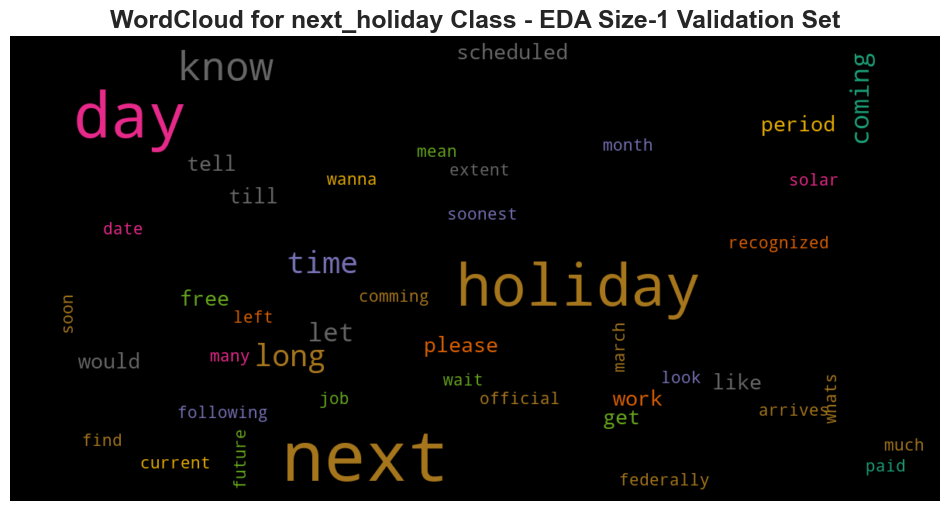 WordCloud for next_holiday Class - EDA Size-1 Validation Set
know
scheduled
coming
day
period
month
mean
tell
extent
wanna
solar
till
soonest
date
recognized
time
holiday
free
comming
soon
left
let
please
march
would
many
long
wait
look
like
whats
job
official
work
arrives
following
get
find
next
much
current
future
paid
federally